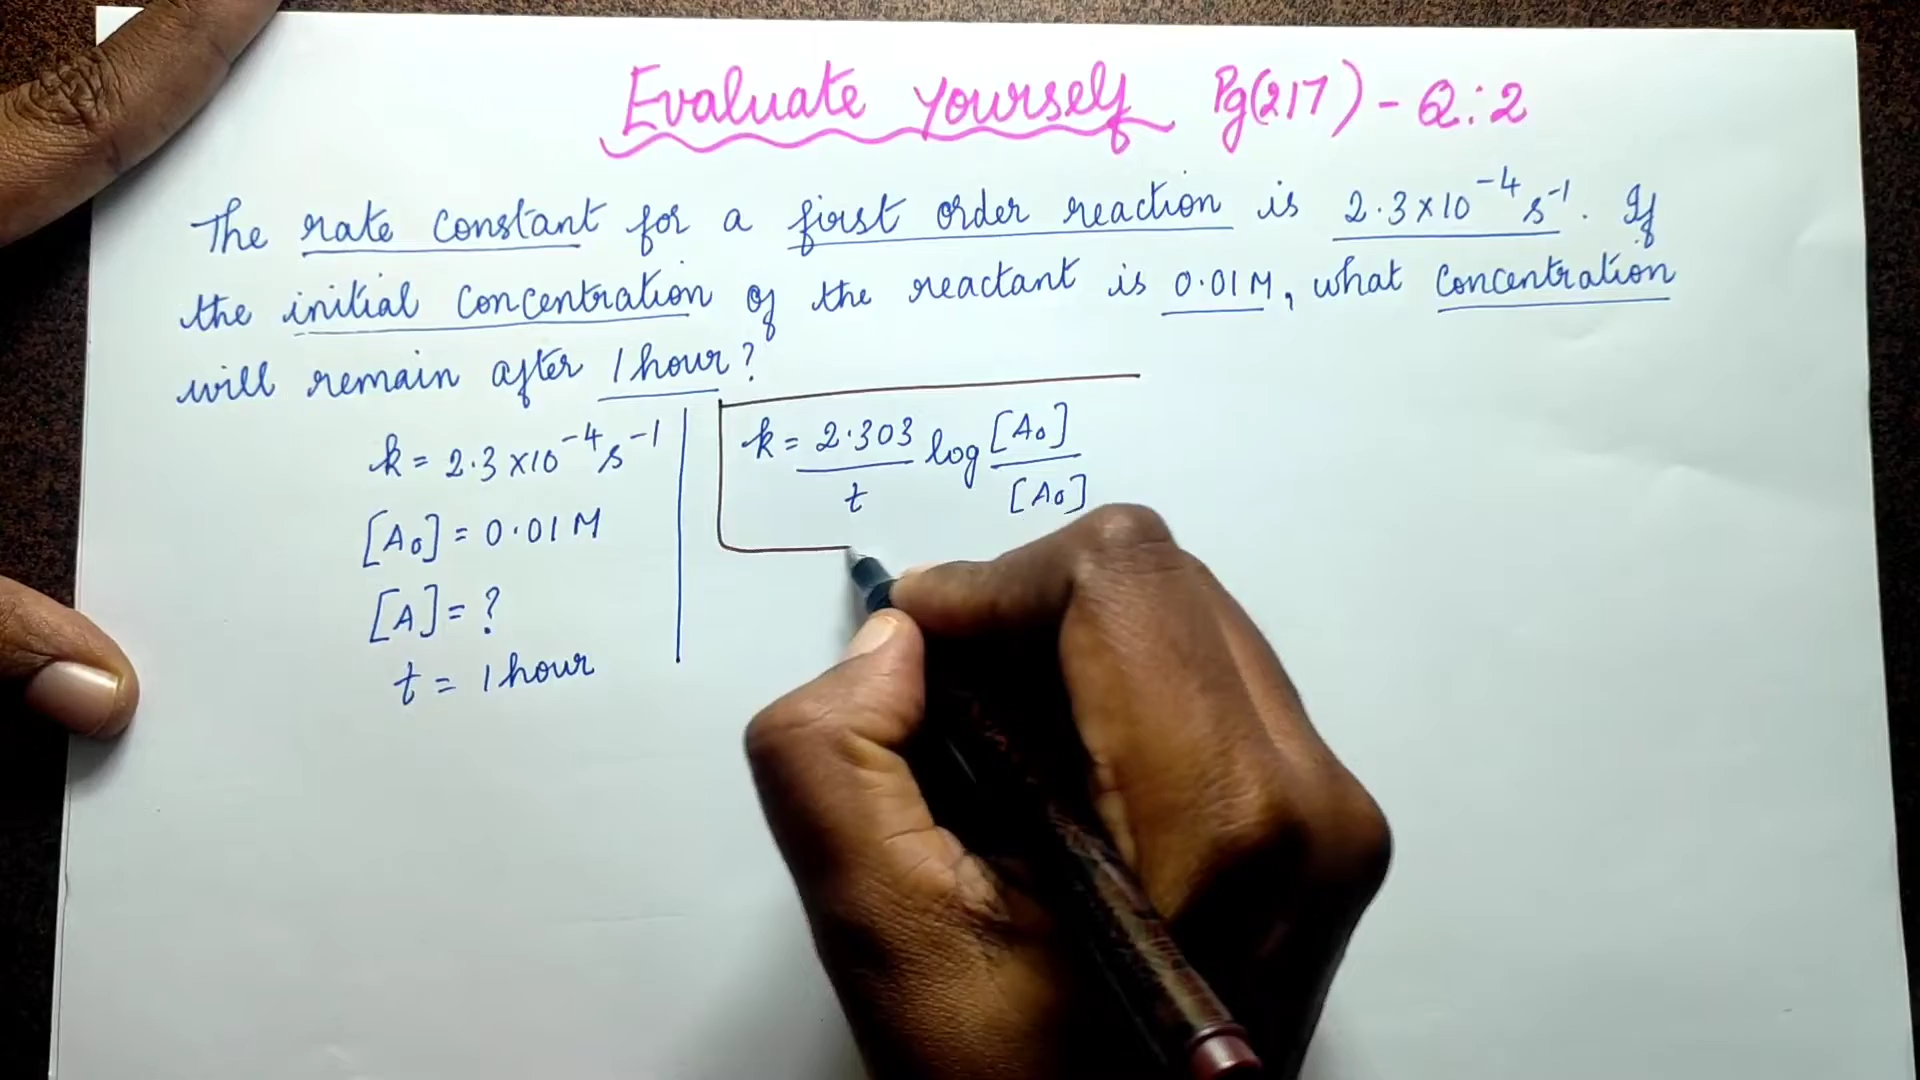 Evaluate yourself Pg(217) - Q:2
The rate constant for a first order reaction is 2.3×10⁻⁴ s⁻¹. If
the initial concentration of the reactant is 0.01M, what concentration
will remain after 1 hour?
k = 2.3×10⁻⁴ s⁻¹
[A₀] = 0.01 M
[A] = ?
t = 1 hour
k = 2.303/t log [A₀]/[A₀]